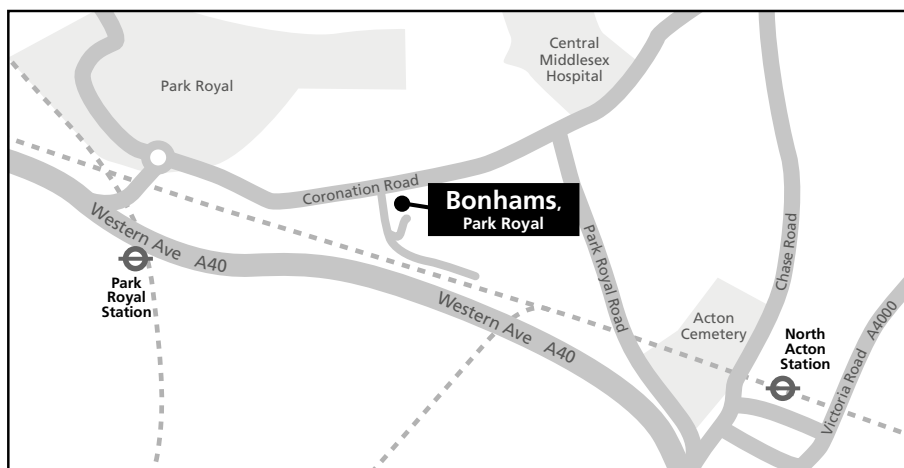 Central
Middlesex
Hospital
Park Royal
Coronation Road
Bonhams,
Park Royal
Western Ave A40
Park
Royal
Station
Western Ave A40
Park Royal Road
Chase Road
Acton
Cemetery
North
Acton
Station
Victoria Road A4000